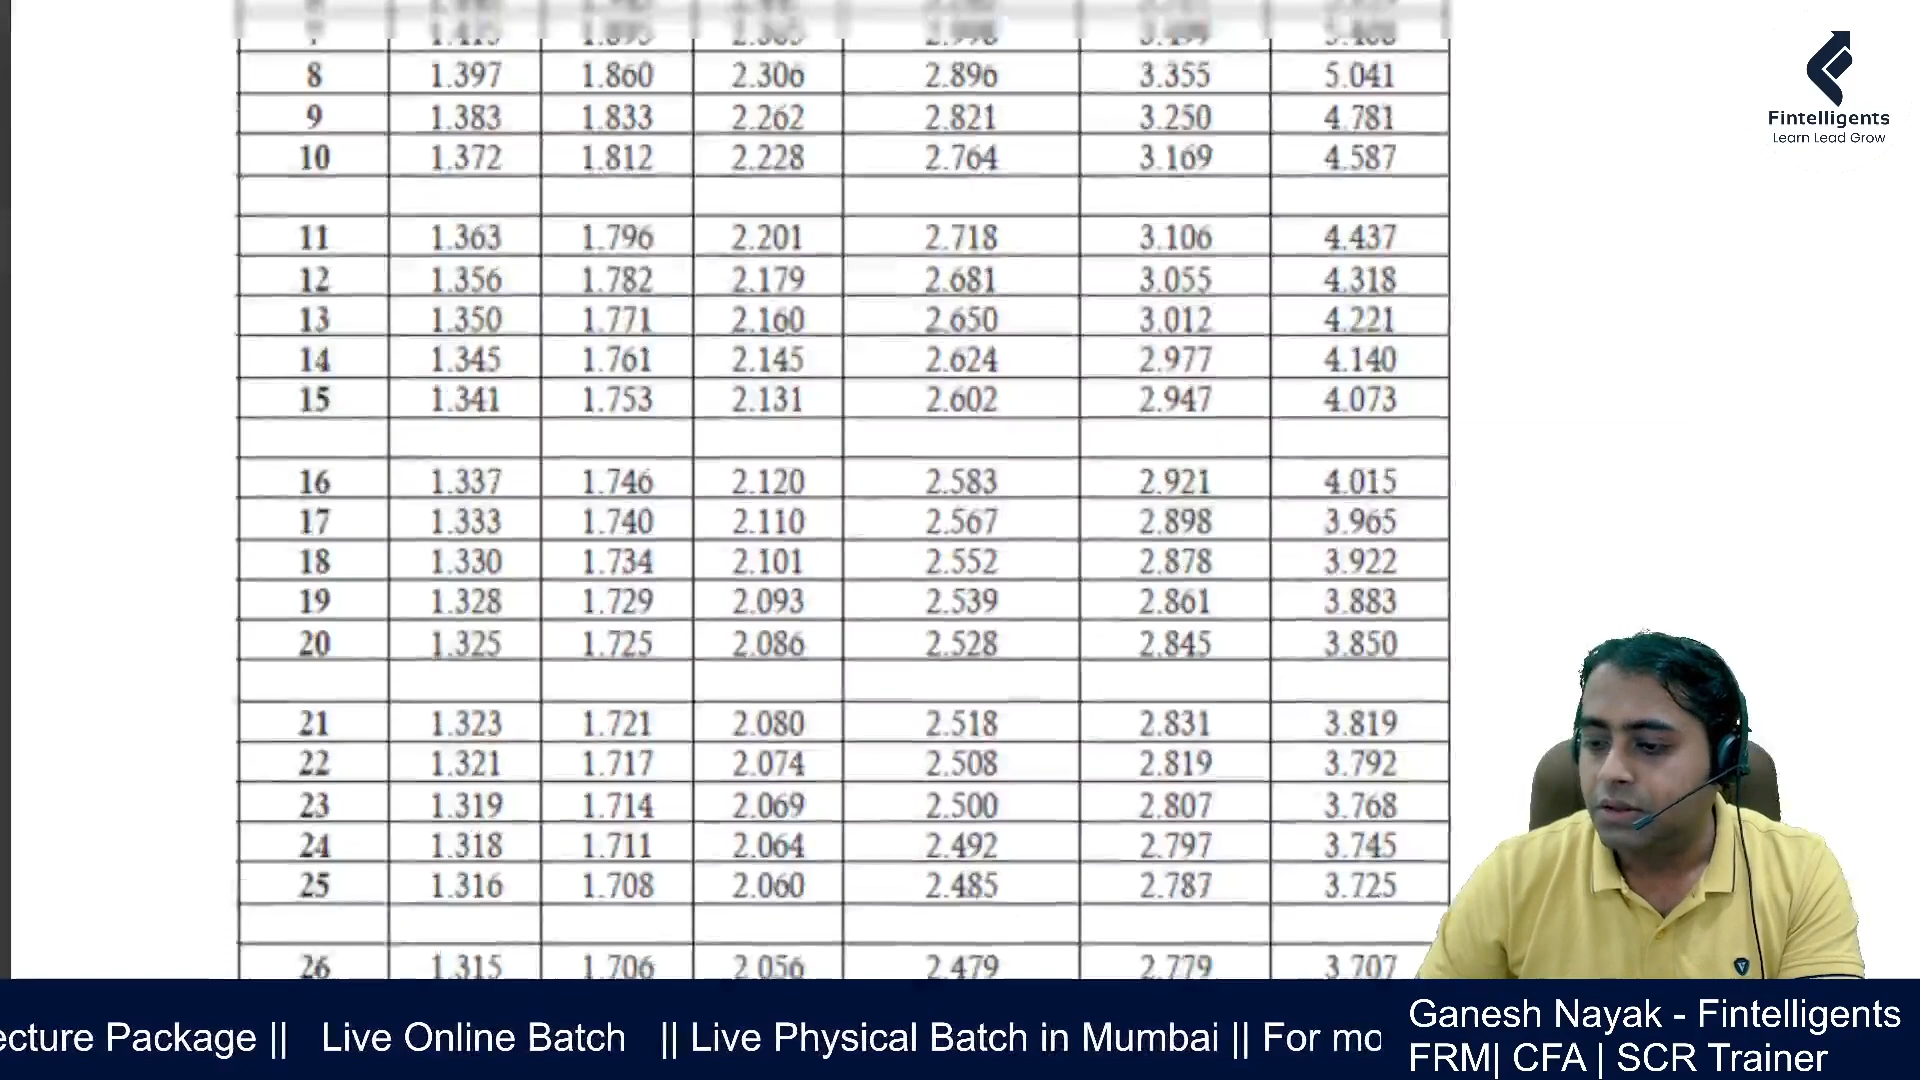 Fintelligents
Learn Lead Grow
8 1.397 1.860 2.306 2.896 3.355 5.041
9 1.383 1.833 2.262 2.821 3.250 4.781
10 1.372 1.812 2.228 2.764 3.169 4.587
11 1.363 1.796 2.201 2.718 3.106 4.437
12 1.356 1.782 2.179 2.681 3.055 4.318
13 1.350 1.771 2.160 2.650 3.012 4.221
14 1.345 1.761 2.145 2.624 2.977 4.140
15 1.341 1.753 2.131 2.602 2.947 4.073
16 1.337 1.746 2.120 2.583 2.921 4.015
17 1.333 1.740 2.110 2.567 2.898 3.965
18 1.330 1.734 2.101 2.552 2.878 3.922
19 1.328 1.729 2.093 2.539 2.861 3.883
20 1.325 1.725 2.086 2.528 2.845 3.850
21 1.323 1.721 2.080 2.518 2.831 3.819
22 1.321 1.717 2.074 2.508 2.819 3.792
23 1.319 1.714 2.069 2.500 2.807 3.768
24 1.318 1.711 2.064 2.492 2.797 3.745
25 1.316 1.708 2.060 2.485 2.787 3.725
26 1.315 1.706 2.056 2.479 2.779 3.707
ecture Package || Live Online Batch || Live Physical Batch in Mumbai || For mo
Ganesh Nayak - Fintelligents
FRM| CFA | SCR Trainer